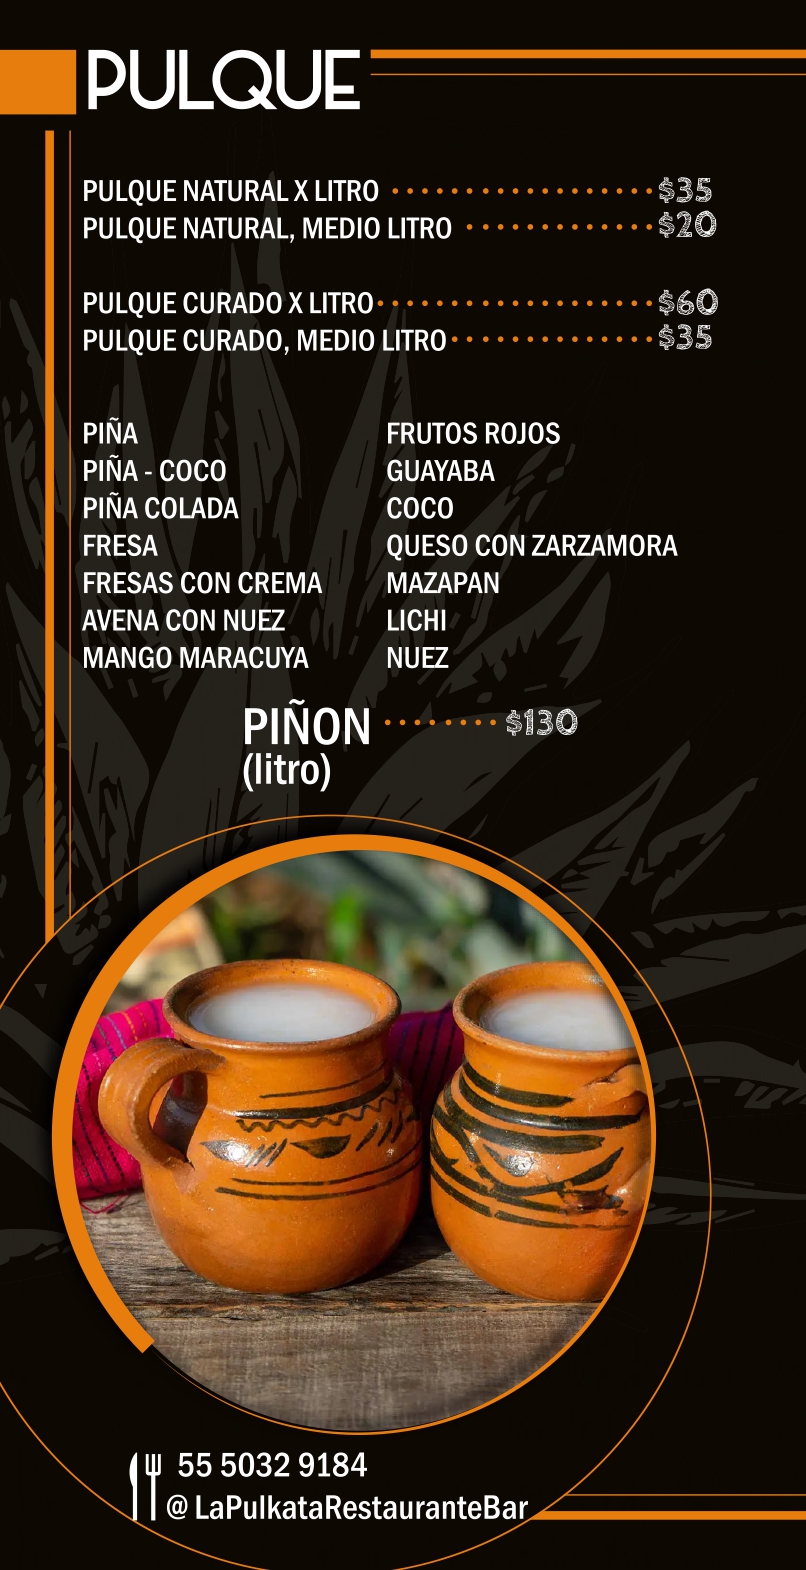 PULQUE
PULQUE NATURAL X LITRO $35
PULQUE NATURAL, MEDIO LITRO $20
PULQUE CURADO X LITRO $60
PULQUE CURADO, MEDIO LITRO $35
PIÑA
PIÑA - COCO
PIÑA COLADA
FRESA
FRESAS CON CREMA
AVENA CON NUEZ
MANGO MARACUYA
FRUTOS ROJOS
GUAYABA
COCO
QUESO CON ZARZAMORA
MAZAPAN
LICHI
NUEZ
PIÑON $130
(litro)
55 5032 9184
@ LaPulkataRestauranteBar